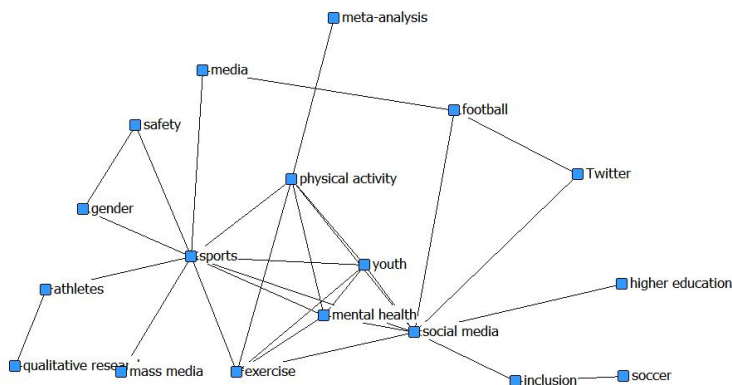 meta-analysis
media
football
safety
Twitter
physical activity
gender
sports
youth
higher education
athletes
mental health
social media
qualitative
mass media
exercise
inclusion
soccer